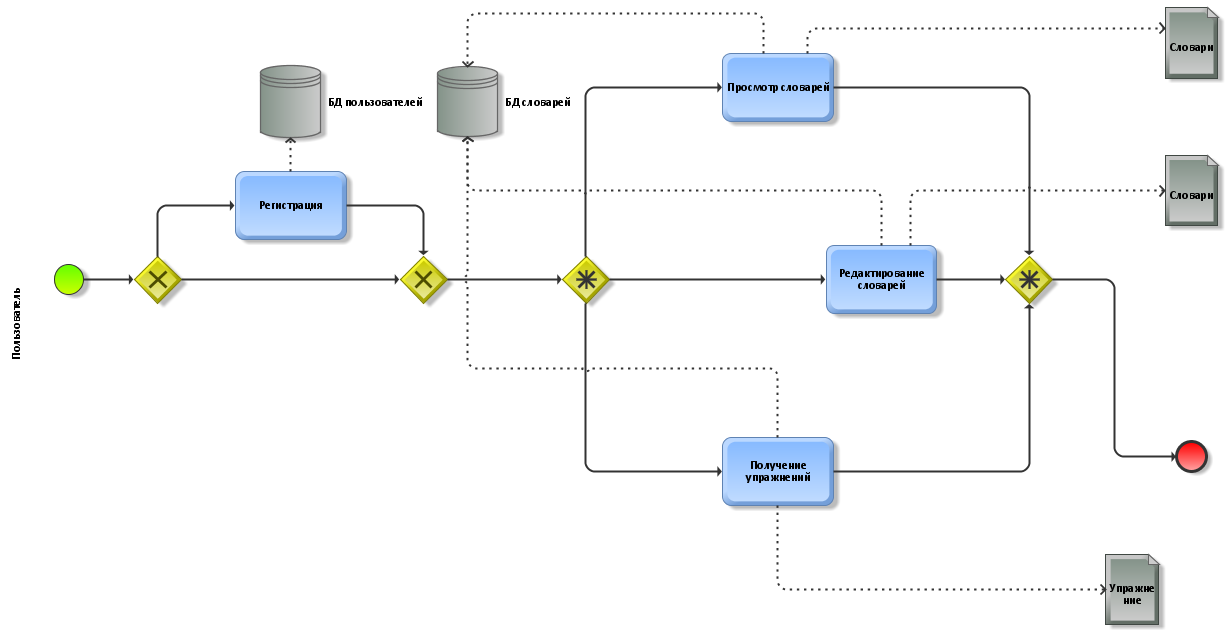 Словари
Просмотр словарей
БД пользователей
БД словарей
Словари
Регистрация
Редактирование
словарей
Пользователь
Получение
упражнений
Упражне
ние